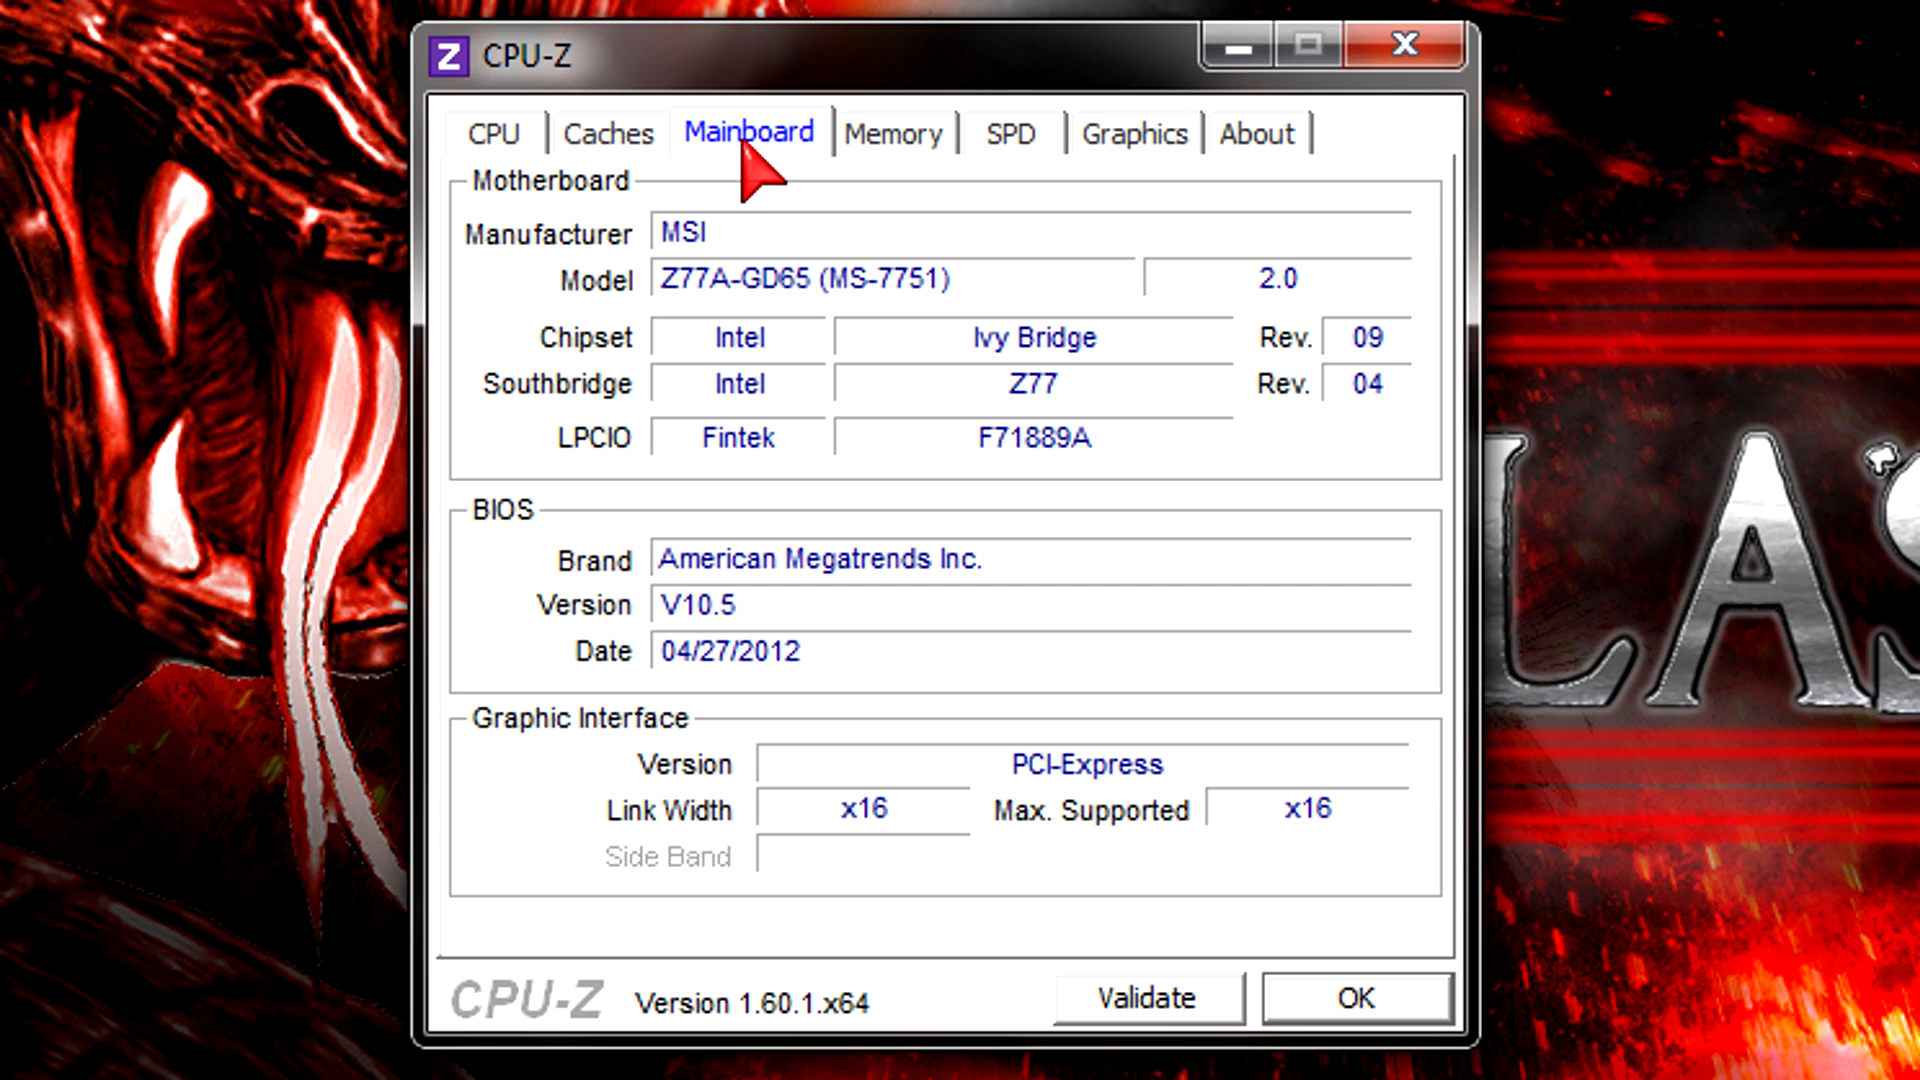 CPU-Z
CPU Caches Mainboard Memory SPD Graphics About
Motherboard
Manufacturer MSI
Model Z77A-GD65 (MS-7751) 2.0
Chipset Intel Ivy Bridge Rev. 09
Southbridge Intel Z77 Rev. 04
LPCIO Fintek F71889A
BIOS
Brand American Megatrends Inc.
Version V10.5
Date 04/27/2012
Graphic Interface
Version PCI-Express
Link Width x16 Max. Supported x16
Side Band
CPU-Z Version 1.60.1.x64 Validate OK
LAS